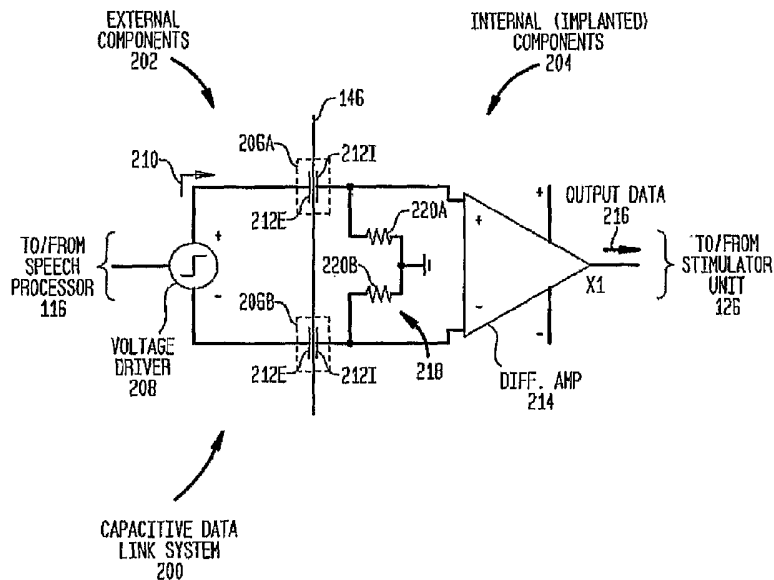 EXTERNAL
COMPONENTS
202
INTERNAL (IMPLANTED)
COMPONENTS
204
146
206A
212I
210
212E
220A
+
OUTPUT DATA
216
TO/FROM
SPEECH
PROCESSOR
116
+
-
220B
+
-
X1
TO/FROM
STIMULATOR
UNIT
126
206B
VOLTAGE
DRIVER
208
212E
212I
218
-
DIFF. AMP
214
CAPACITIVE DATA
LINK SYSTEM
200